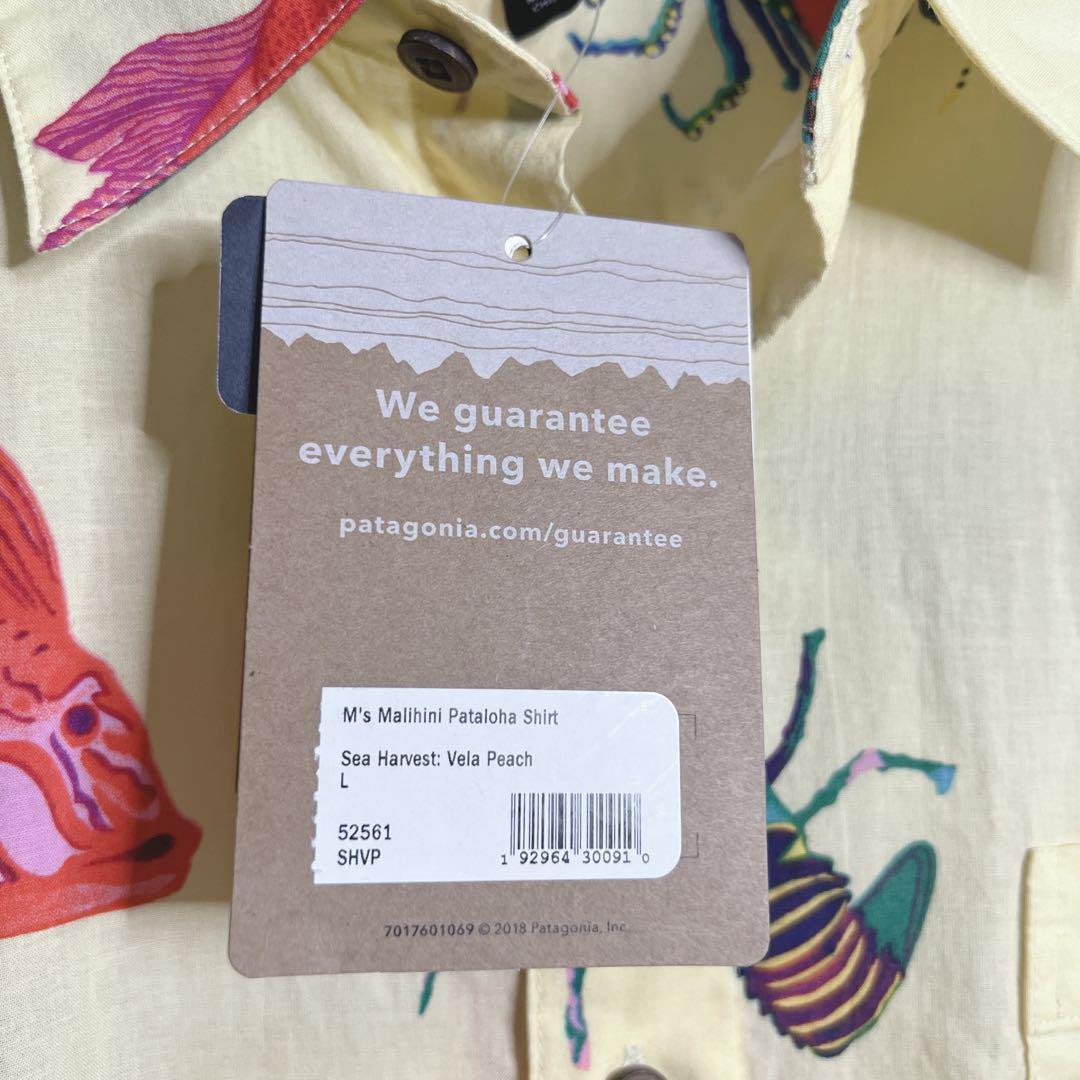 We guarantee
everything we make.
patagonia.com/guarantee
M's Malihini Pataloha Shirt
Sea Harvest: Vela Peach
L
52561
SHVP
1 92964 30091 0
7017601069 © 2018 Patagonia, Inc.